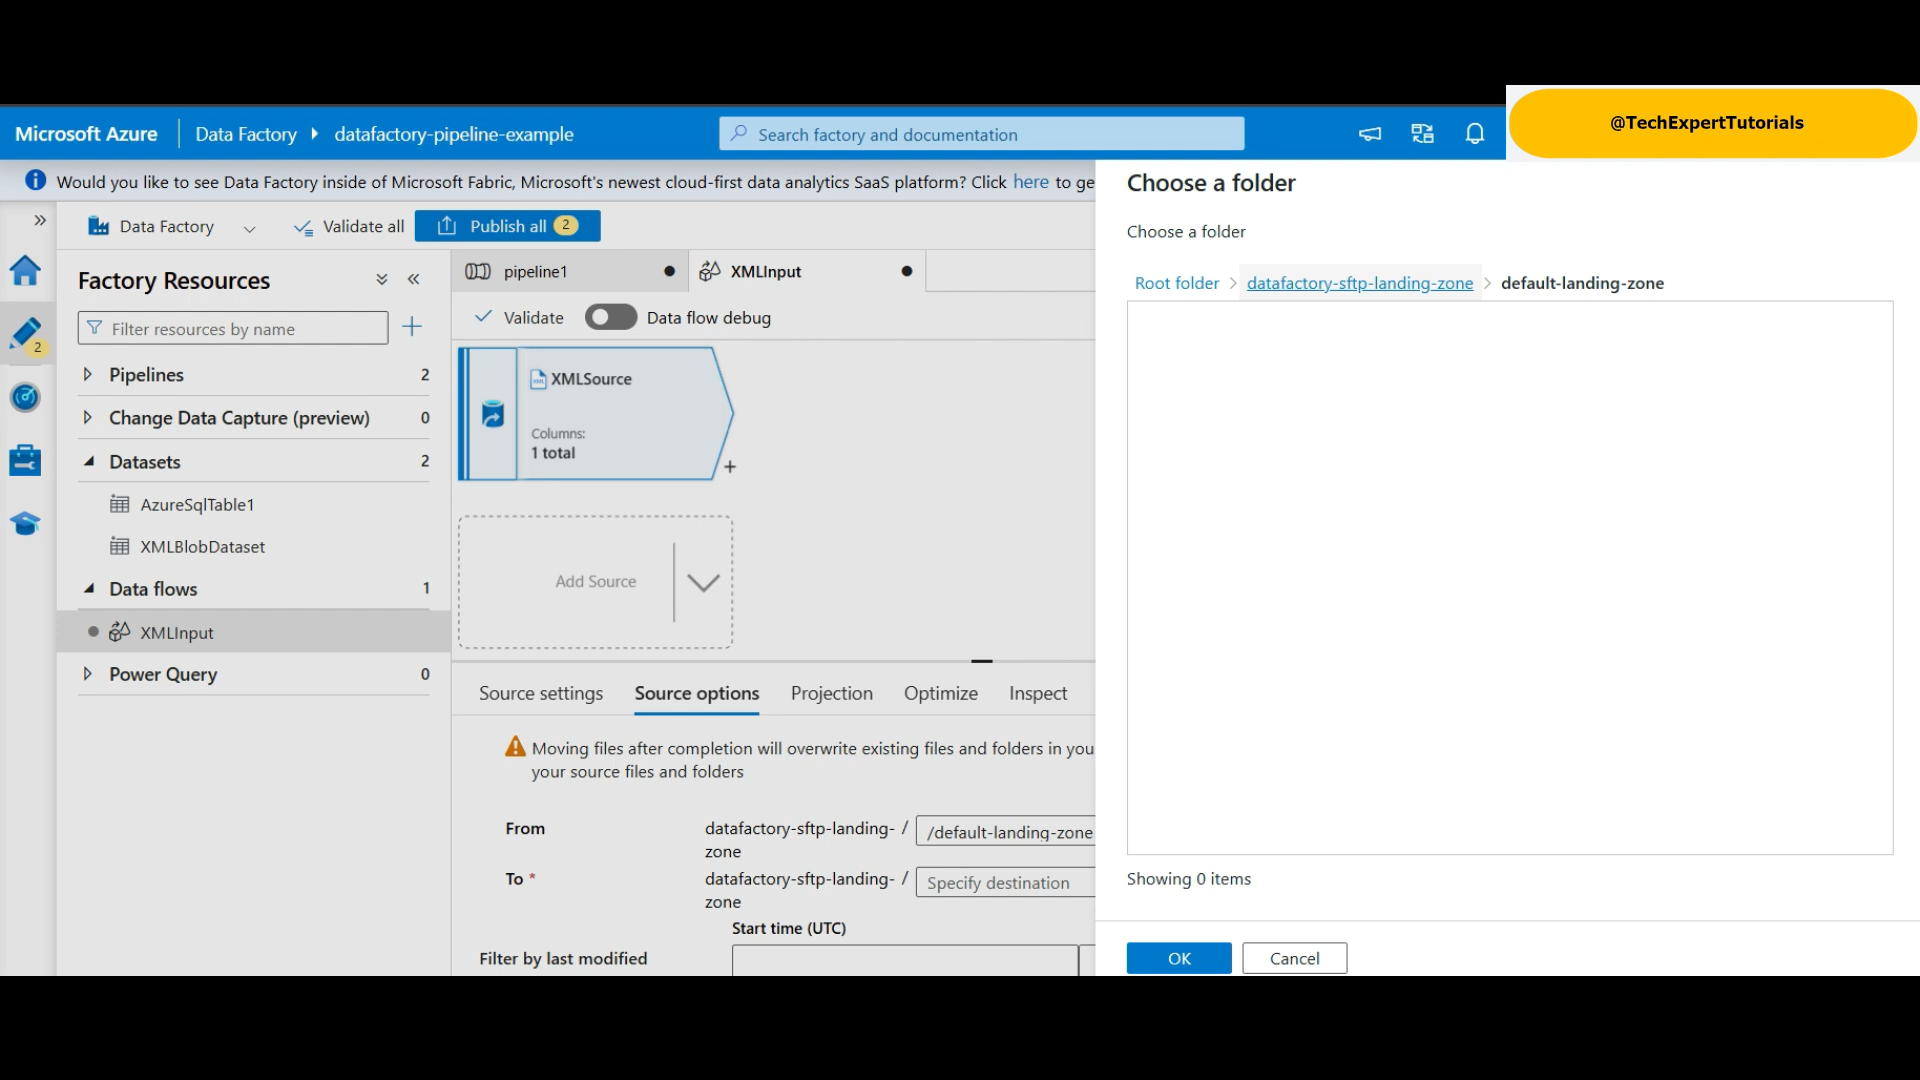 Microsoft Azure
Data Factory
datafactory-pipeline-example
Search factory and documentation
@TechExpertTutorials
Would you like to see Data Factory inside of Microsoft Fabric, Microsoft's newest cloud-first data analytics SaaS platform? Click here to ge
Data Factory
Validate all
Publish all 2
Factory Resources
Filter resources by name
2
Pipelines 2
Change Data Capture (preview) 0
Datasets 2
AzureSqlTable1
XMLBlobDataset
Data flows 1
XMLInput
Power Query 0
pipeline1
XMLInput
Validate
Data flow debug
XMLSource
Columns:
1 total
+
Add Source
Source settings
Source options
Projection
Optimize
Inspect
Moving files after completion will overwrite existing files and folders in you
your source files and folders
From
datafactory-sftp-landing- /
zone
/default-landing-zone
To *
datafactory-sftp-landing- /
zone
Specify destination
Start time (UTC)
Filter by last modified
Choose a folder
Choose a folder
Root folder > datafactory-sftp-landing-zone > default-landing-zone
Showing 0 items
OK
Cancel